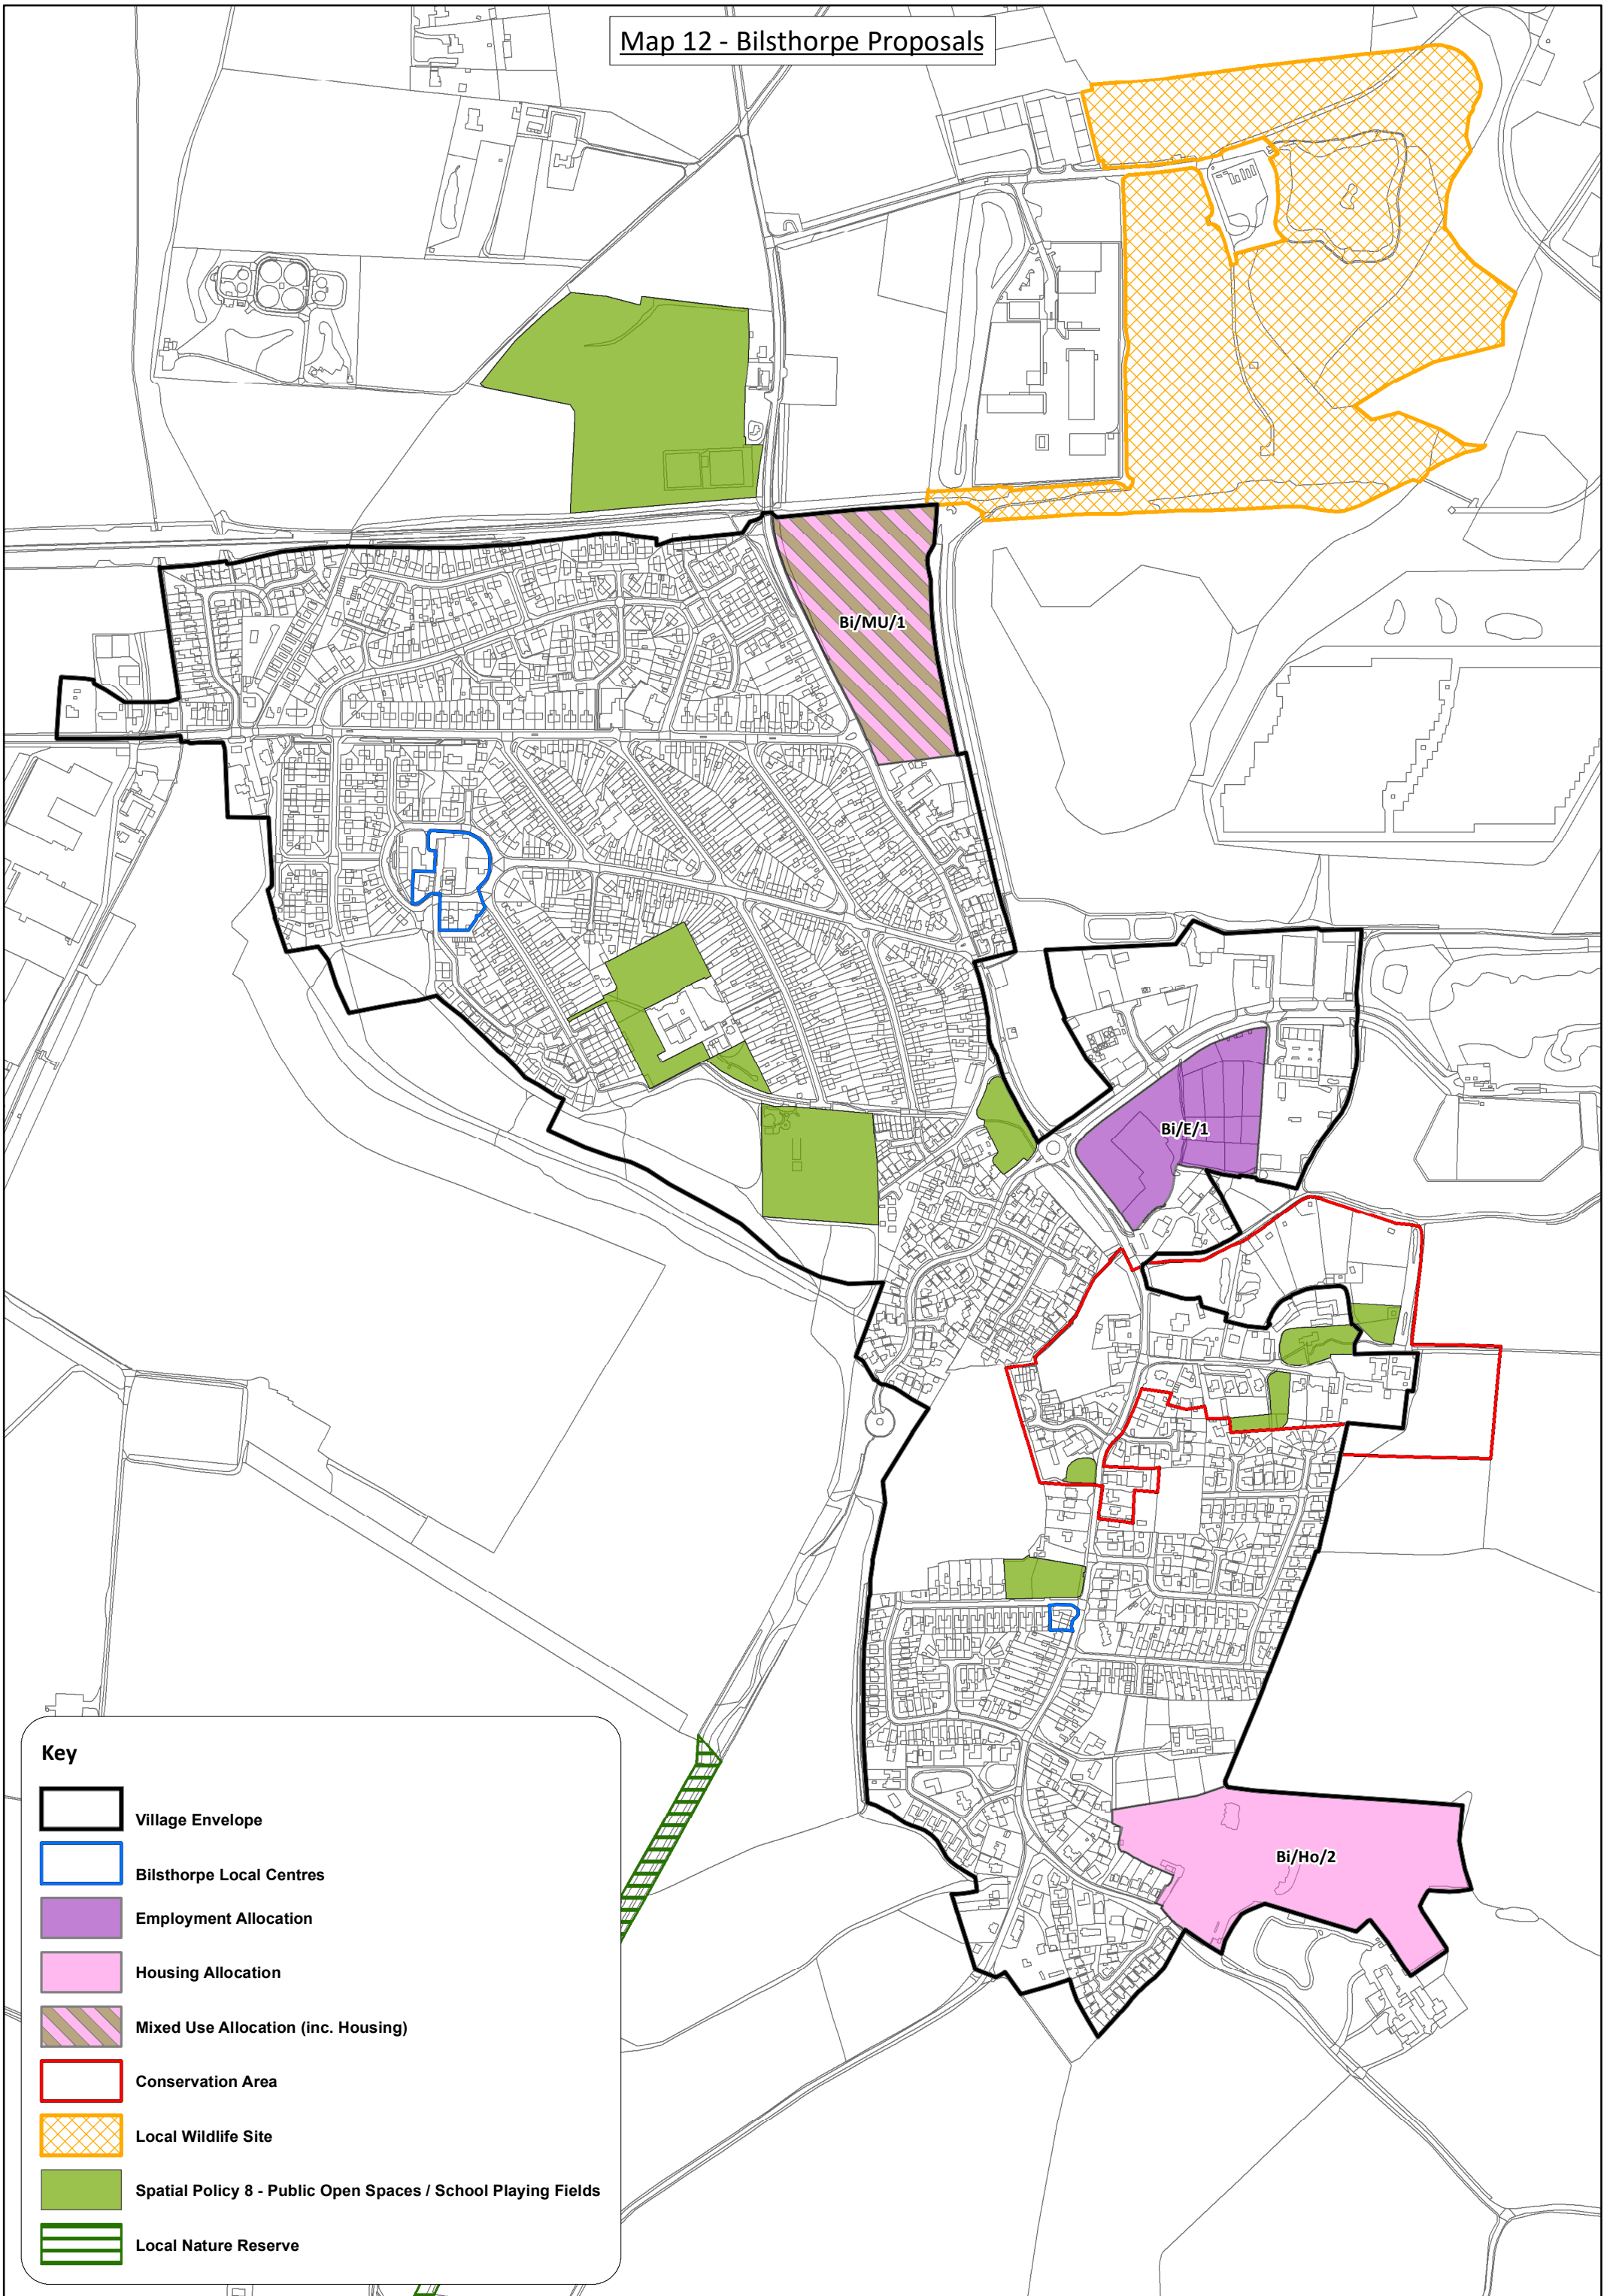 Map 12 - Bilsthorpe Proposals
Bi/MU/1
Bi/E/1
Bi/Ho/2
Key
Village Envelope
Bilsthorpe Local Centres
Employment Allocation
Housing Allocation
Mixed Use Allocation (inc. Housing)
Conservation Area
Local Wildlife Site
Spatial Policy 8 - Public Open Spaces / School Playing Fields
Local Nature Reserve